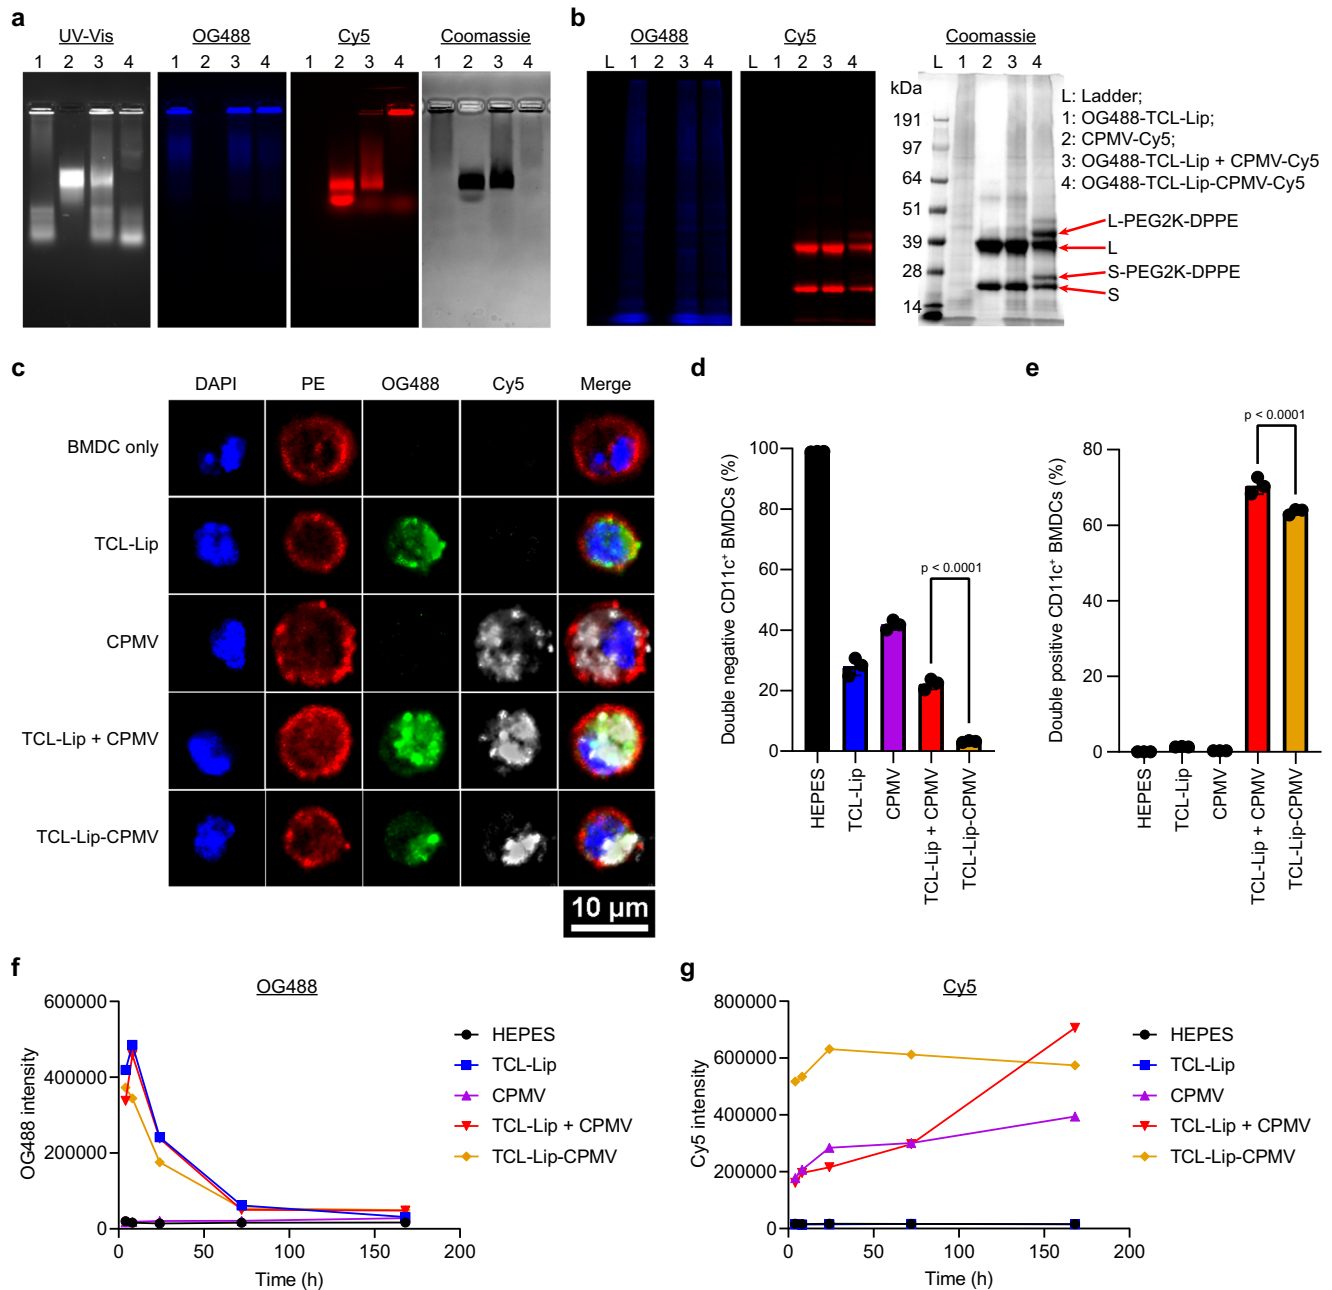 a
UV-Vis OG488 Cy5 Coomassie
1 2 3 4 1 2 3 4 1 2 3 4 1 2 3 4
b
OG488 Cy5 Coomassie
L 1 2 3 4 L 1 2 3 4 L 1 2 3 4
kDa
191
97
64
51
39
28
14
L: Ladder;
1: OG488-TCL-Lip;
2: CPMV-Cy5;
3: OG488-TCL-Lip + CPMV-Cy5
4: OG488-TCL-Lip-CPMV-Cy5
L-PEG2K-DPPE
L
S-PEG2K-DPPE
S
c
DAPI PE OG488 Cy5 Merge
BMDC only
TCL-Lip
CPMV
TCL-Lip + CPMV
TCL-Lip-CPMV
10 µm
d
Double negative CD11c⁺ BMDCs (%)
100
80
60
40
20
0
p < 0.0001
HEPES
TCL-Lip
CPMV
TCL-Lip + CPMV
TCL-Lip-CPMV
e
Double positive CD11c⁺ BMDCs (%)
80
60
40
20
0
p < 0.0001
HEPES
TCL-Lip
CPMV
TCL-Lip + CPMV
TCL-Lip-CPMV
f
OG488
OG488 intensity
600000
400000
200000
0
0 50 100 150 200
Time (h)
HEPES
TCL-Lip
CPMV
TCL-Lip + CPMV
TCL-Lip-CPMV
g
Cy5
Cy5 intensity
800000
600000
400000
200000
0
0 50 100 150 200
Time (h)
HEPES
TCL-Lip
CPMV
TCL-Lip + CPMV
TCL-Lip-CPMV